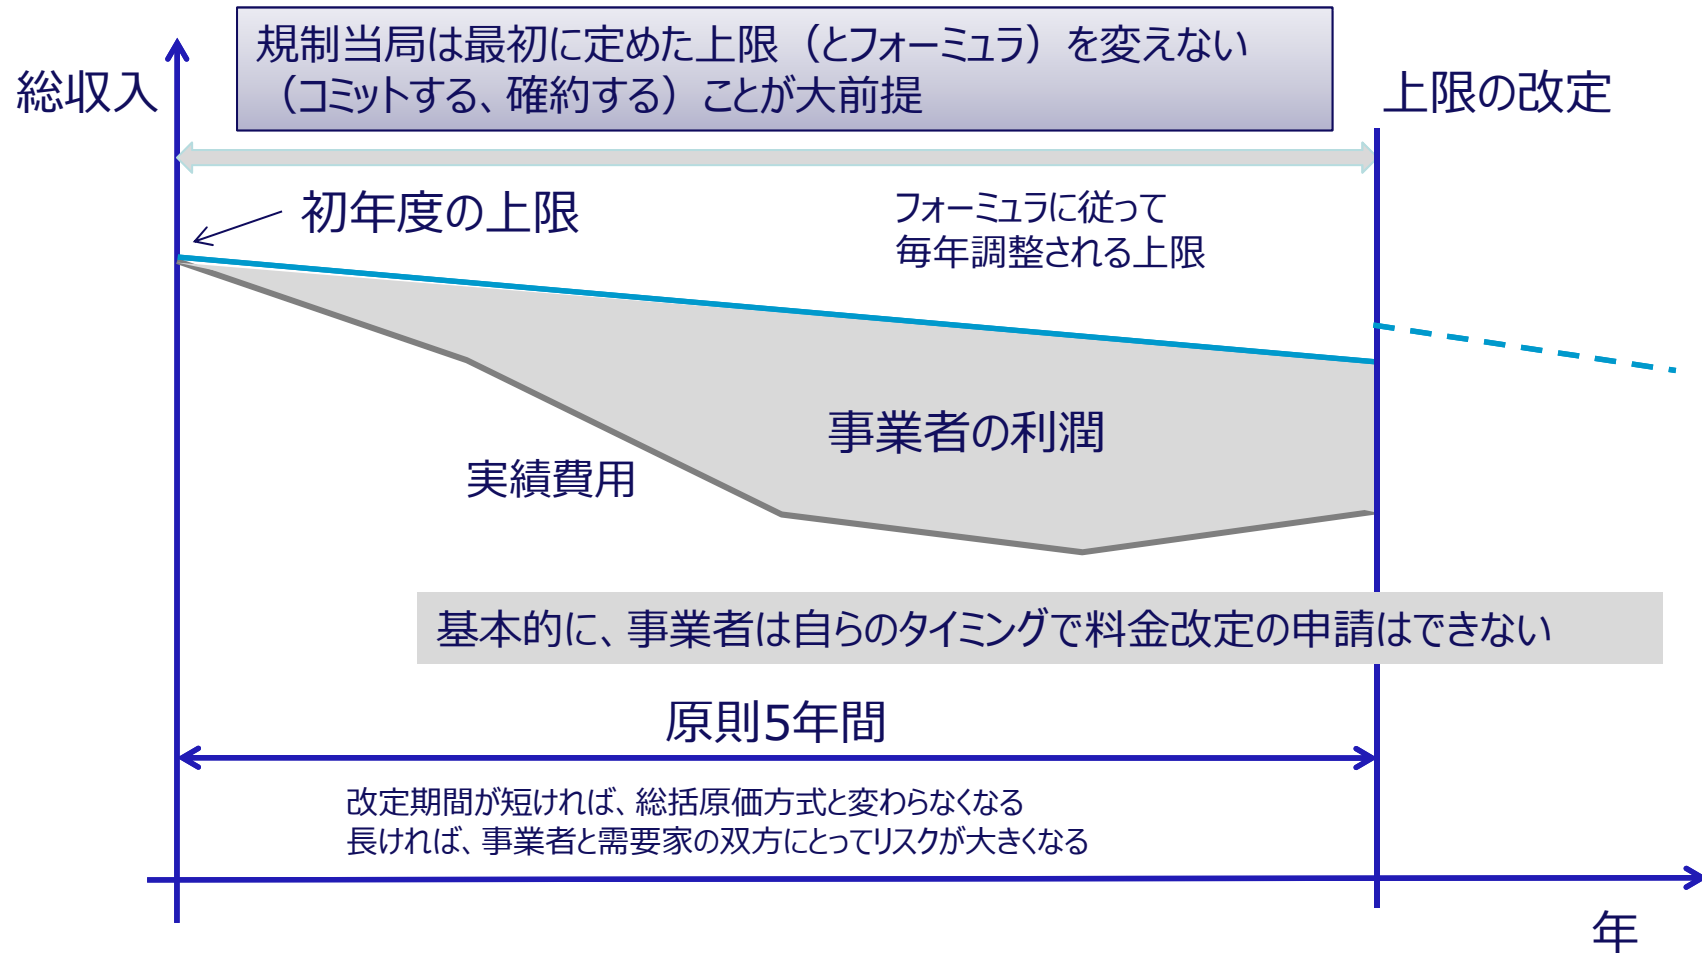 規制当局は最初に定めた上限（とフォーミュラ）を変えない
（コミットする、確約する）ことが大前提
総収入
上限の改定
初年度の上限
フォーミュラに従って
毎年調整される上限
事業者の利潤
実績費用
基本的に、事業者は自らのタイミングで料金改定の申請はできない
原則5年間
改定期間が短ければ、総括原価方式と変わらなくなる
長ければ、事業者と需要家の双方にとってリスクが大きくなる
年